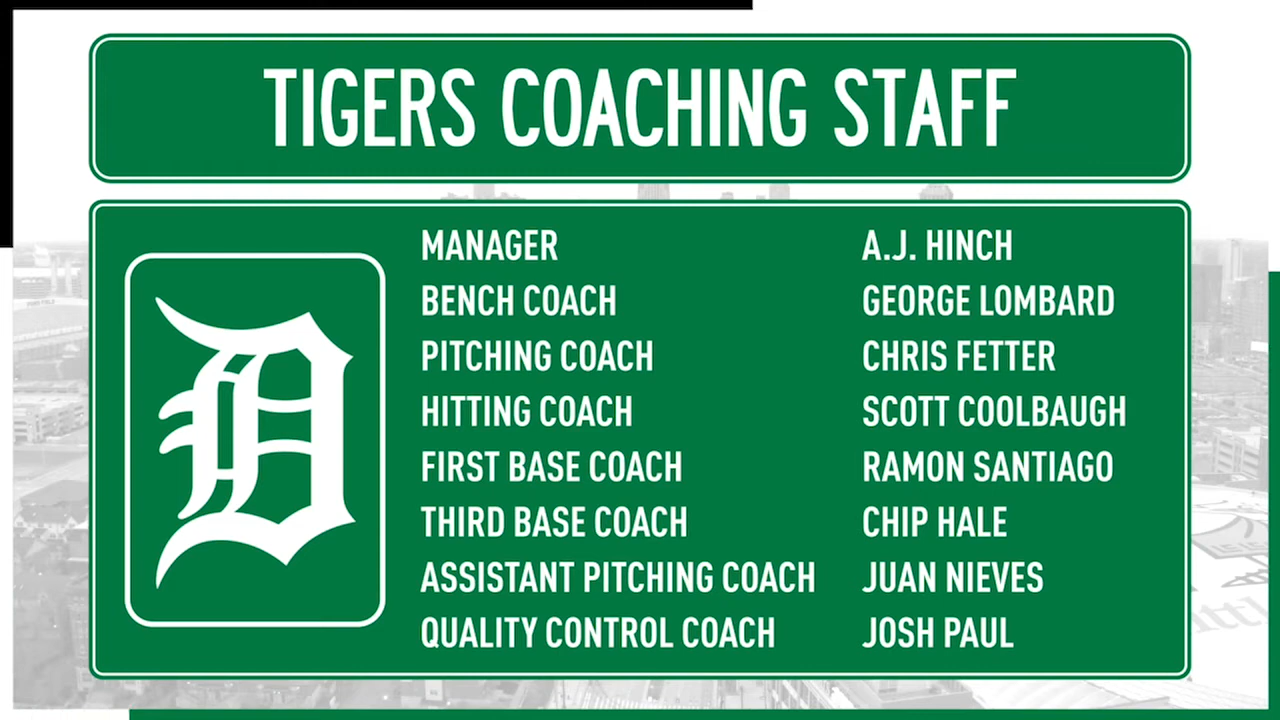 TIGERS COACHING STAFF
MANAGER A.J. HINCH
BENCH COACH GEORGE LOMBARD
PITCHING COACH CHRIS FETTER
HITTING COACH SCOTT COOLBAUGH
FIRST BASE COACH RAMON SANTIAGO
THIRD BASE COACH CHIP HALE
ASSISTANT PITCHING COACH JUAN NIEVES
QUALITY CONTROL COACH JOSH PAUL
D